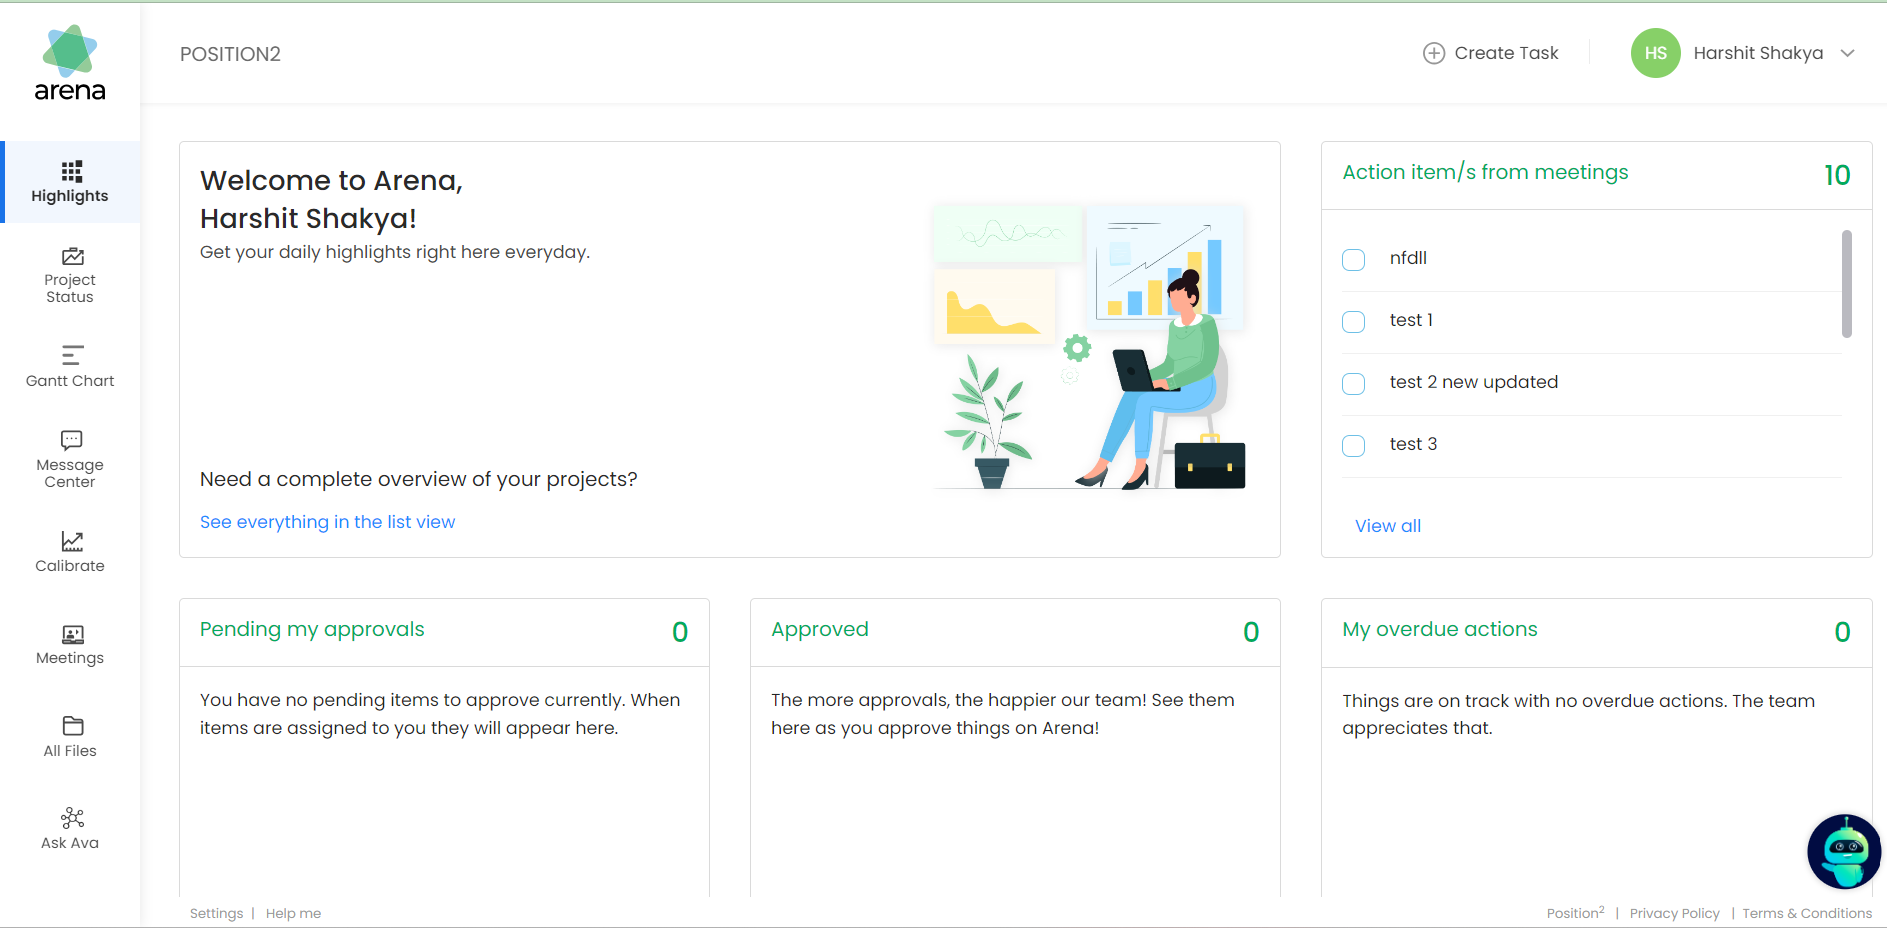 arena
POSITION2
Create Task
HS
Harshit Shakya
Highlights
Project
Status
Gantt Chart
Message
Center
Calibrate
Meetings
All Files
Ask Ava
Welcome to Arena,
Harshit Shakya!
Get your daily highlights right here everyday.
Need a complete overview of your projects?
See everything in the list view
Action item/s from meetings 10
nfdll
test 1
test 2 new updated
test 3
View all
Pending my approvals 0
You have no pending items to approve currently. When
items are assigned to you they will appear here.
Approved 0
The more approvals, the happier our team! See them
here as you approve things on Arena!
My overdue actions 0
Things are on track with no overdue actions. The team
appreciates that.
Settings | Help me
Position² | Privacy Policy | Terms & Conditions